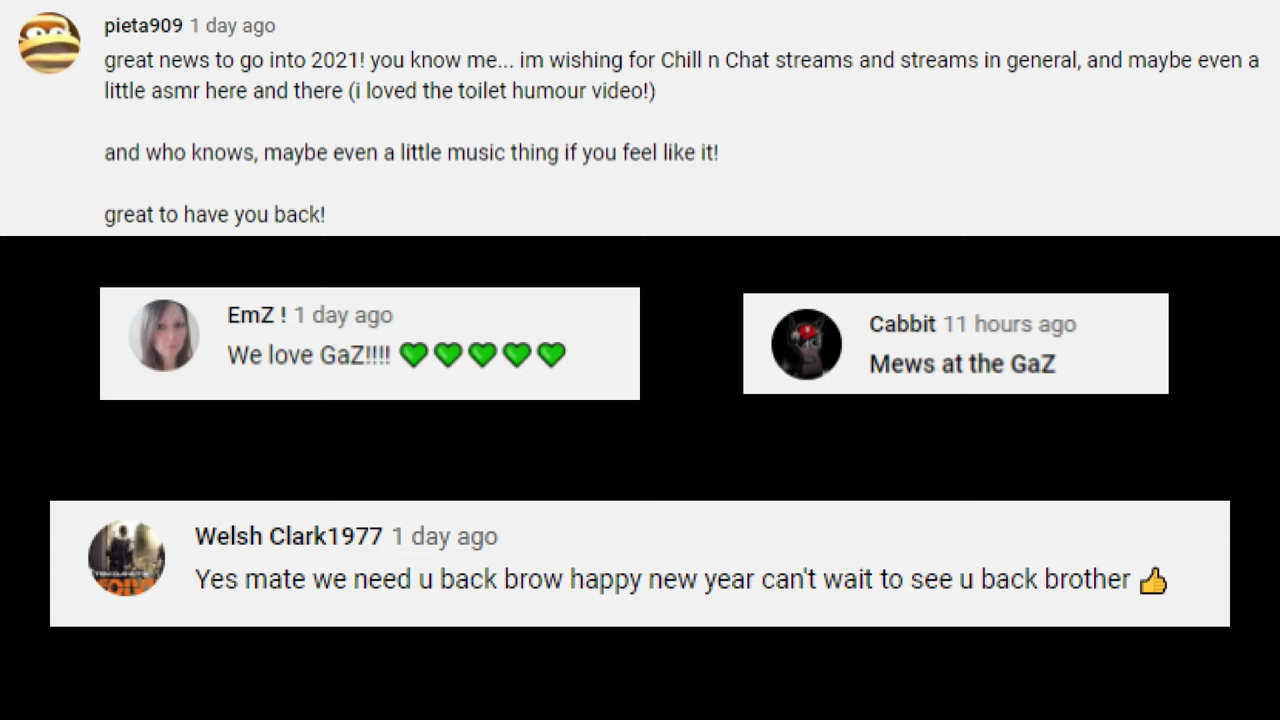 pieta909 1 day ago
great news to go into 2021! you know me... im wishing for Chill n Chat streams and streams in general, and maybe even a
little asmr here and there (i loved the toilet humour video!)
and who knows, maybe even a little music thing if you feel like it!
great to have you back!
EmZ ! 1 day ago
We love GaZ!!!! 💚💚💚💚💚
Cabbit 11 hours ago
Mews at the GaZ
Welsh Clark1977 1 day ago
Yes mate we need u back brow happy new year can't wait to see u back brother 👍